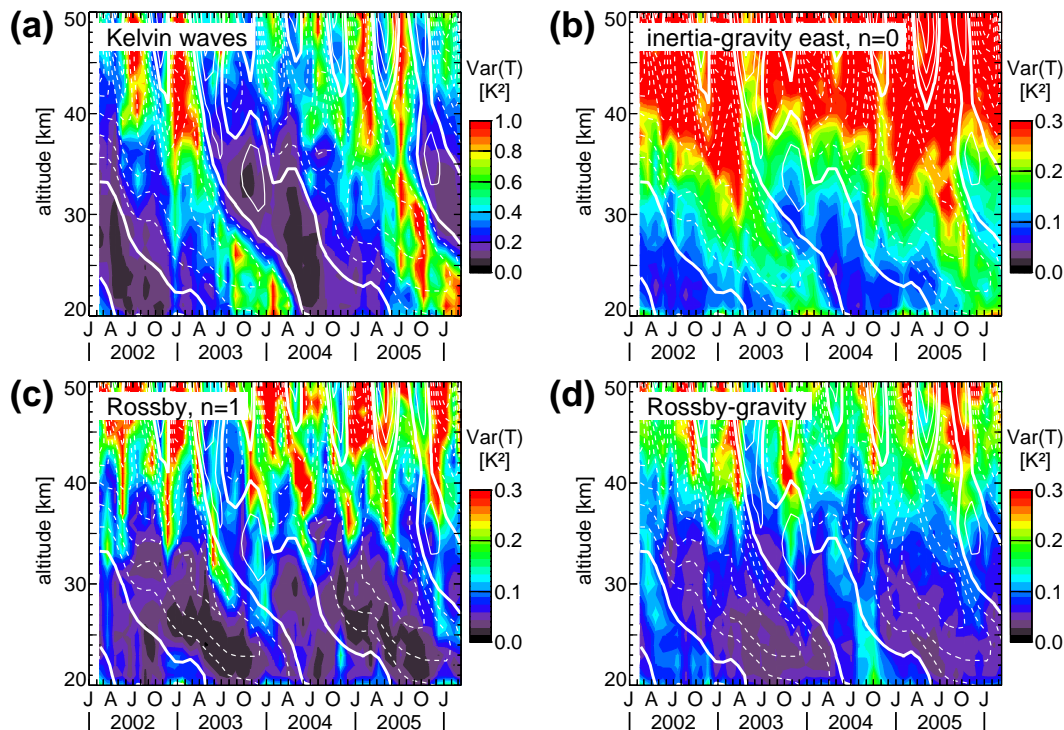 (a) Kelvin waves
Var(T)
[K²]
altitude [km]
50
40
30
20
1.0
0.8
0.6
0.4
0.2
0.0
J A J O J A J O J A J O J A J O J
| 2002 | 2003 | 2004 | 2005 |
(b) inertia-gravity east, n=0
Var(T)
[K²]
altitude [km]
50
40
30
20
0.3
0.2
0.1
0.0
J A J O J A J O J A J O J A J O J
| 2002 | 2003 | 2004 | 2005 |
(c) Rossby, n=1
Var(T)
[K²]
altitude [km]
50
40
30
20
0.3
0.2
0.1
0.0
J A J O J A J O J A J O J A J O J
| 2002 | 2003 | 2004 | 2005 |
(d) Rossby-gravity
Var(T)
[K²]
altitude [km]
50
40
30
20
0.3
0.2
0.1
0.0
J A J O J A J O J A J O J A J O J
| 2002 | 2003 | 2004 | 2005 |